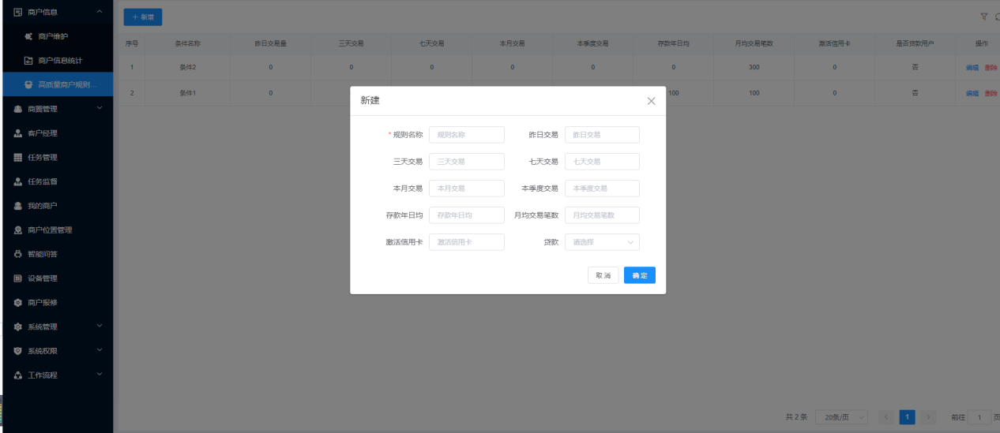 商户信息
商户维护
商户信息统计
高质量商户规则...
商圈管理
客户经理
任务管理
任务监督
我的商户
商户位置管理
智能问答
设备管理
商户报修
系统管理
系统权限
工作流程
+ 新增
序号 条件名称 昨日交易量 三天交易 七天交易 本月交易 本季度交易 存款年日均 月均交易笔数 激活信用卡 是否贷款用户 操作
1 条件2 0 0 0 0 0 0 300 0 否 编辑 删除
2 条件1 0 100 100 0 否 编辑 删除
新建
* 规则名称 规则名称 昨日交易 昨日交易
三天交易 三天交易 七天交易 七天交易
本月交易 本月交易 本季度交易 本季度交易
存款年日均 存款年日均 月均交易笔数 月均交易笔数
激活信用卡 激活信用卡 贷款 请选择
取消 确定
共 2 条 20条/页 1 前往 1 页